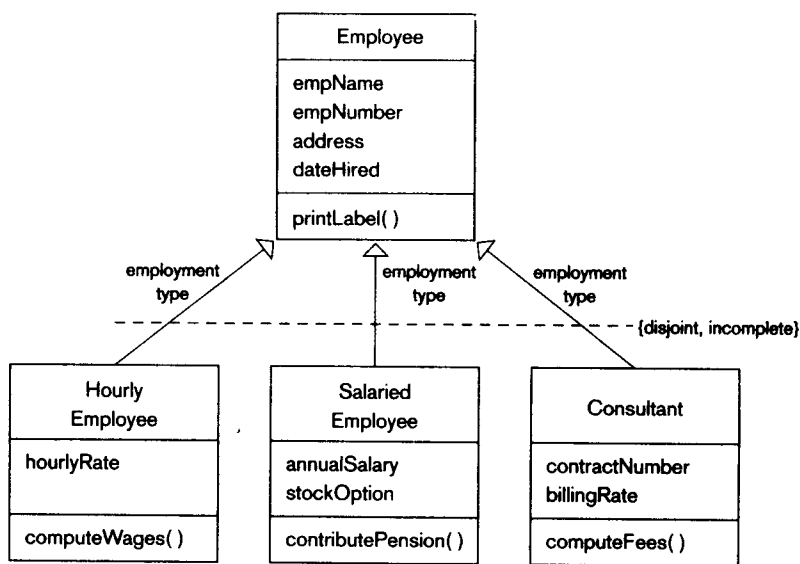 Employee
empName
empNumber
address
dateHired
printLabel( )
employment
type
employment
type
employment
type
{disjoint, incomplete}
Hourly
Employee
hourlyRate
computeWages( )
Salaried
Employee
annualSalary
stockOption
contributePension( )
Consultant
contractNumber
billingRate
computeFees( )